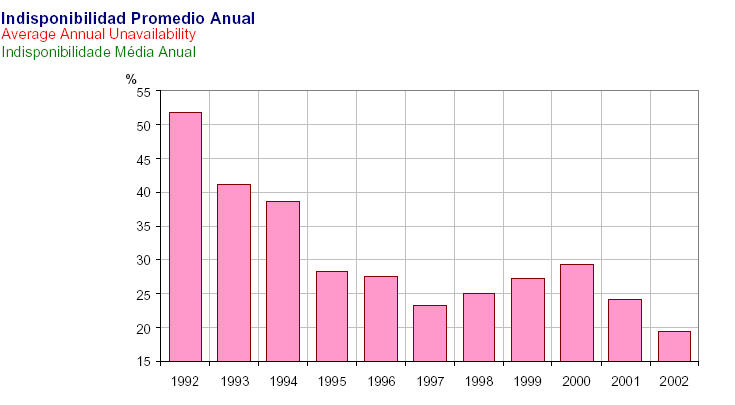 Indisponibilidad Promedio Anual
Average Annual Unavailability
Indisponibilidade Média Anual
%
55
50
45
40
35
30
25
20
15
1992 1993 1994 1995 1996 1997 1998 1999 2000 2001 2002